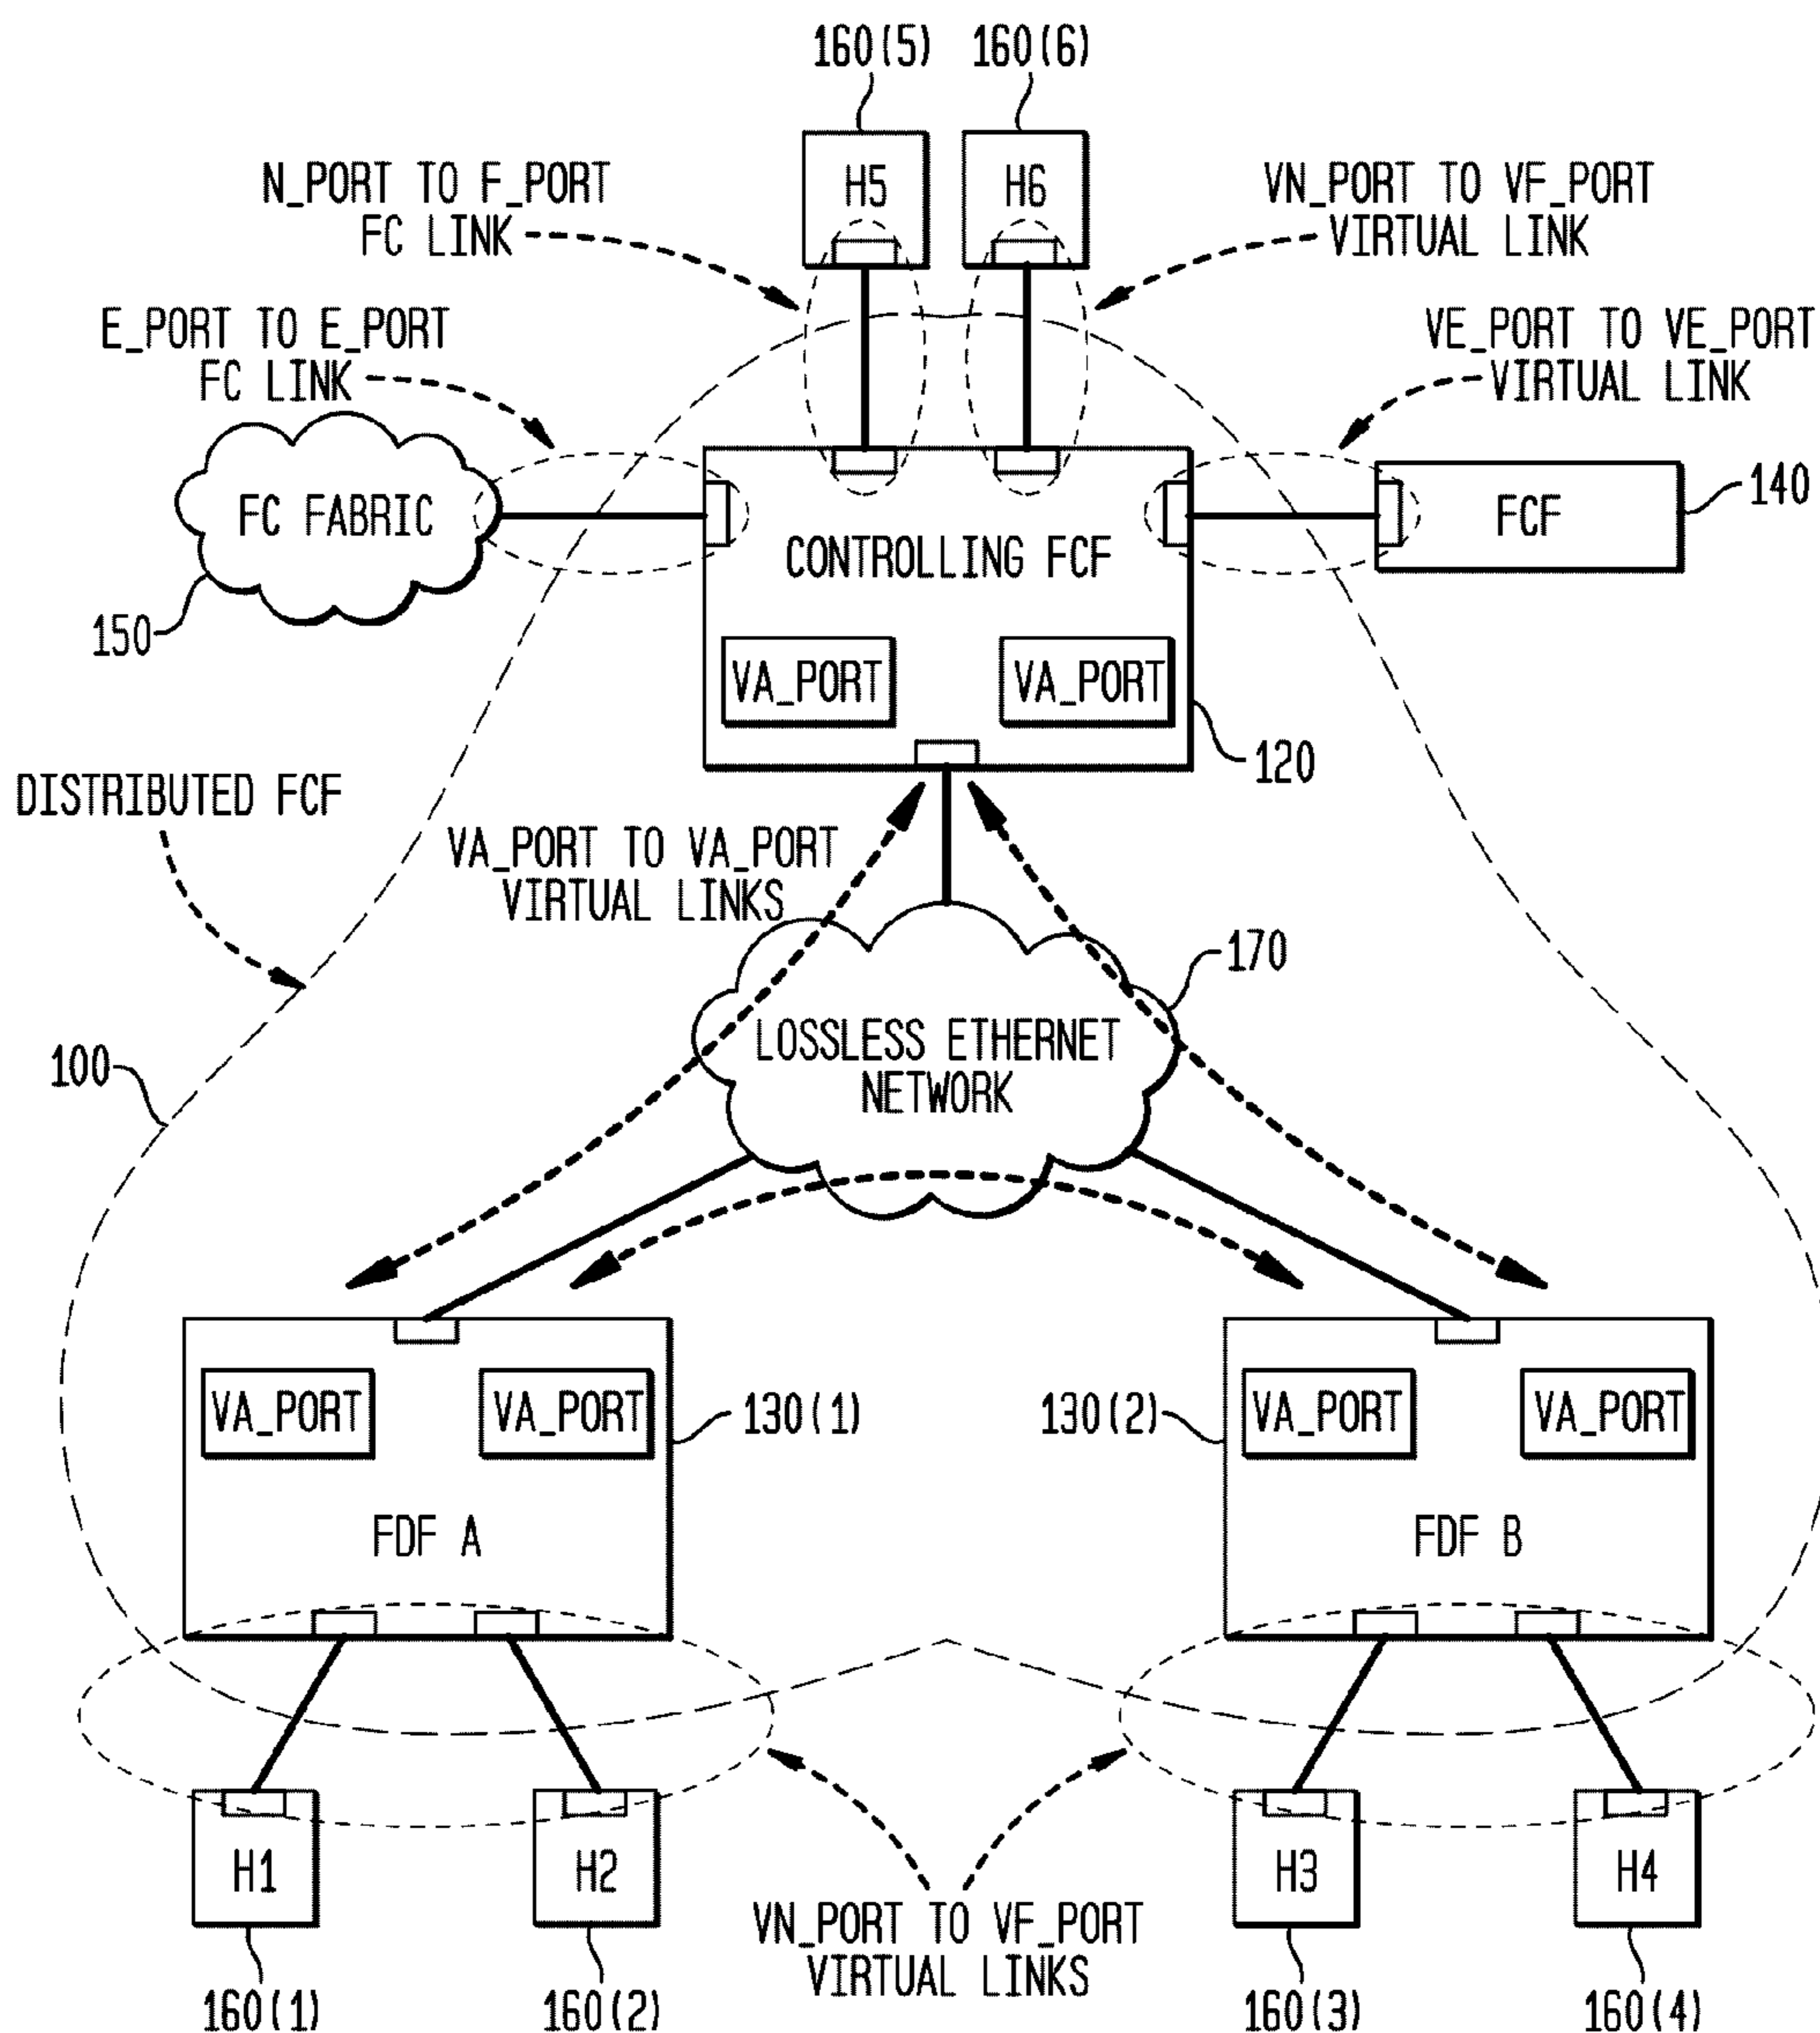 160(5)
160(6)
N_PORT TO F_PORT
FC LINK
H5
H6
VN_PORT TO VF_PORT
VIRTUAL LINK
E_PORT TO E_PORT
FC LINK
VE_PORT TO VE_PORT
VIRTUAL LINK
FC FABRIC
150
CONTROLLING FCF
FCF
140
VA_PORT
VA_PORT
120
DISTRIBUTED FCF
VA_PORT TO VA_PORT
VIRTUAL LINKS
170
LOSSLESS ETHERNET
NETWORK
100
VA_PORT
VA_PORT
130(1)
130(2)
VA_PORT
VA_PORT
FDF A
FDF B
H1
H2
H3
H4
VN_PORT TO VF_PORT
VIRTUAL LINKS
160(1)
160(2)
160(3)
160(4)